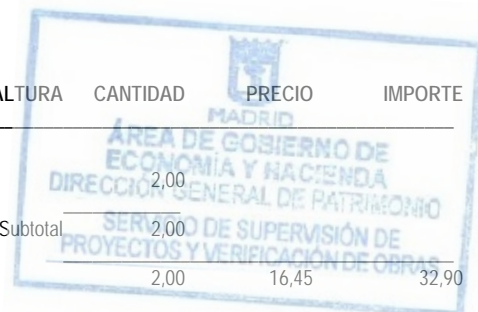 ALTURA CANTIDAD PRECIO IMPORTE
MADRID
ÁREA DE GOBIERNO DE
ECONOMÍA Y HACIENDA
2,00
DIRECCIÓN GENERAL DE PATRIMONIO
Subtotal 2,00
SERVICIO DE SUPERVISIÓN DE
PROYECTOS Y VERIFICACIÓN DE OBRAS
2,00 16,45 32,90